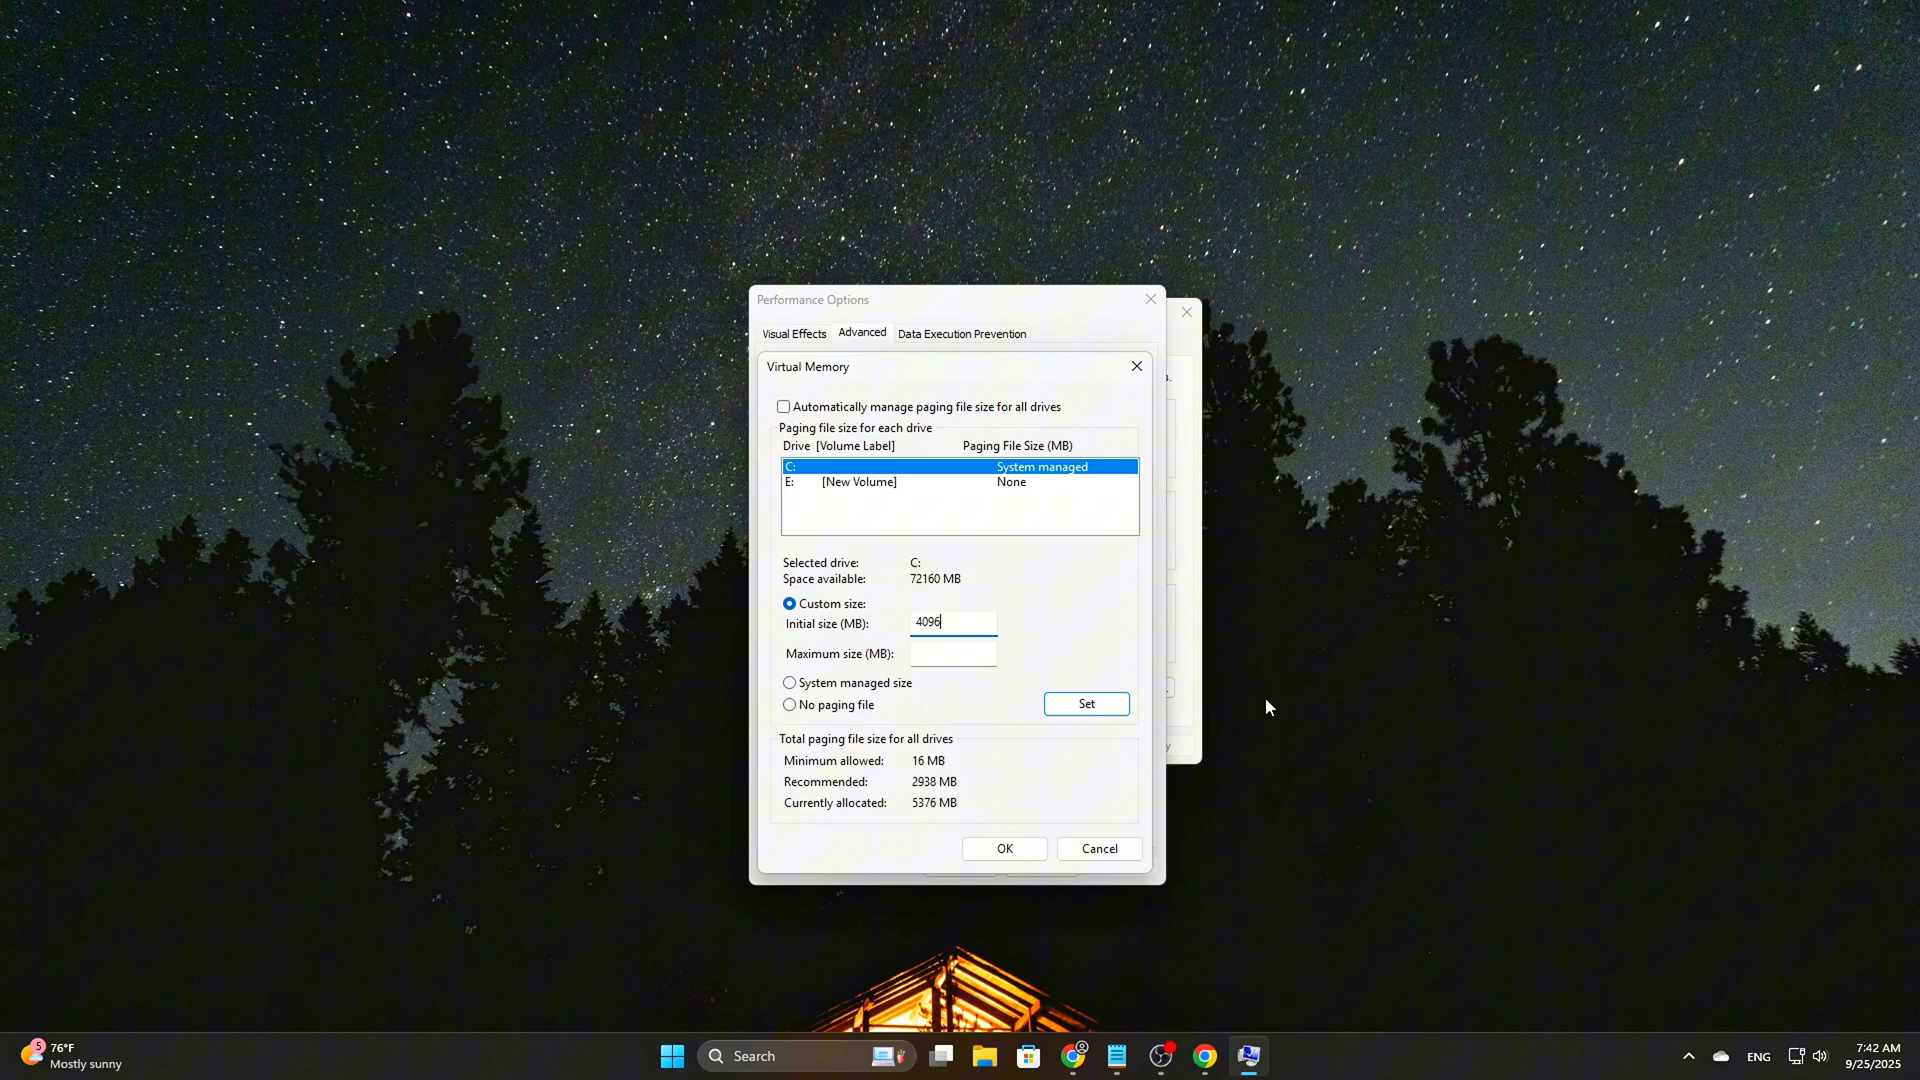 Performance Options
Visual Effects Advanced Data Execution Prevention
Virtual Memory
Automatically manage paging file size for all drives
Paging file size for each drive
Drive [Volume Label] Paging File Size (MB)
C: System managed
E: [New Volume] None
Selected drive: C:
Space available: 72160 MB
Custom size:
Initial size (MB): 4096
Maximum size (MB):
System managed size
No paging file
Set
Total paging file size for all drives
Minimum allowed: 16 MB
Recommended: 2938 MB
Currently allocated: 5376 MB
OK Cancel
5
76°F
Mostly sunny
Search
ENG
7:42 AM
9/25/2025